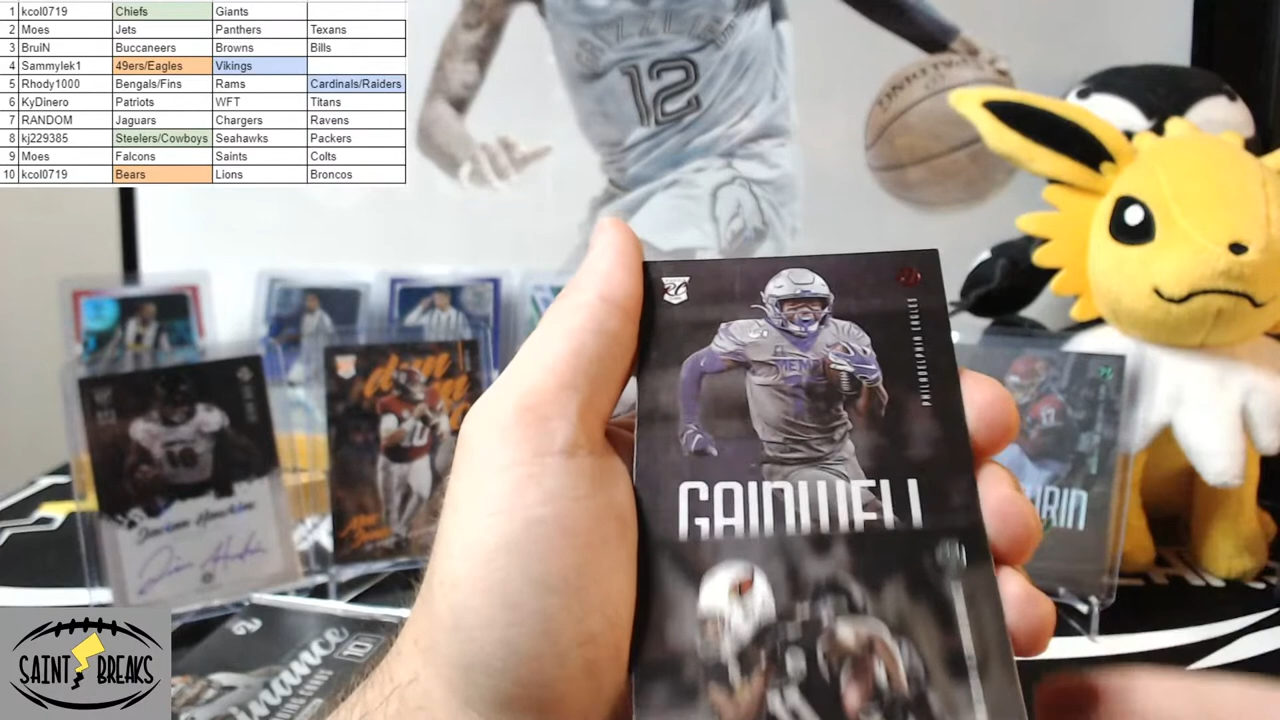 1 kcol0719 Chiefs Giants
2 Moes Jets Panthers Texans
3 BruiN Buccaneers Browns Bills
4 Sammylek1 49ers/Eagles Vikings
5 Rhody1000 Bengals/Fins Rams Cardinals/Raiders
6 KyDinero Patriots WFT Titans
7 RANDOM Jaguars Chargers Ravens
8 kj229385 Steelers/Cowboys Seahawks Packers
9 Moes Falcons Saints Colts
10 kcol0719 Bears Lions Broncos
12
RC
PHILADELPHIA EAGLES
MEMPHIS
GAINWELL
10
SAINT BREAKS